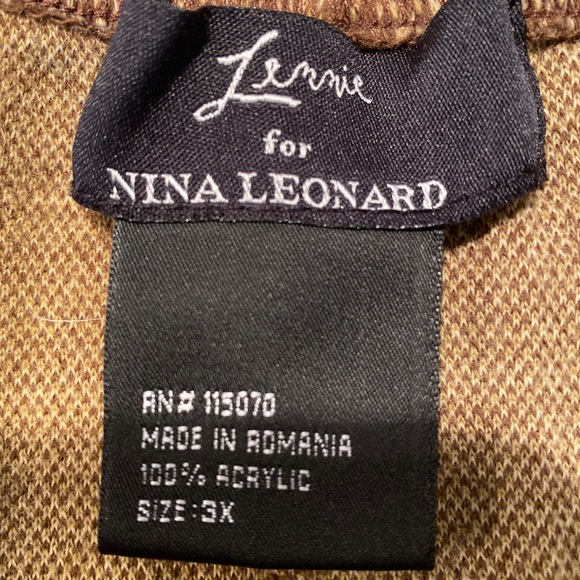 Lennie
for
NINA LEONARD
RN# 115070
MADE IN ROMANIA
100% ACRYLIC
SIZE: 3X